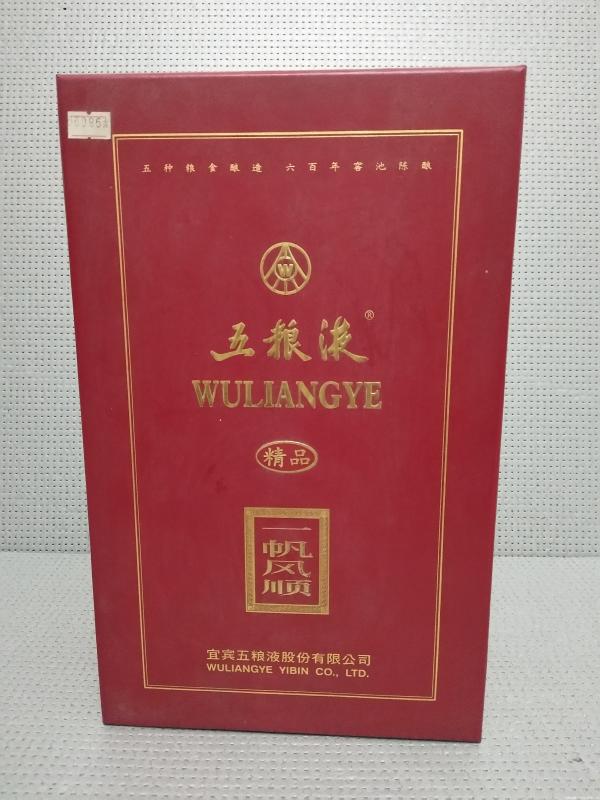 五种粮食酿造 六百年窖池陈酿
W
五粮液®
WULIANGYE
精品
一帆风顺
宜宾五粮液股份有限公司
WULIANGYE YIBIN CO., LTD.